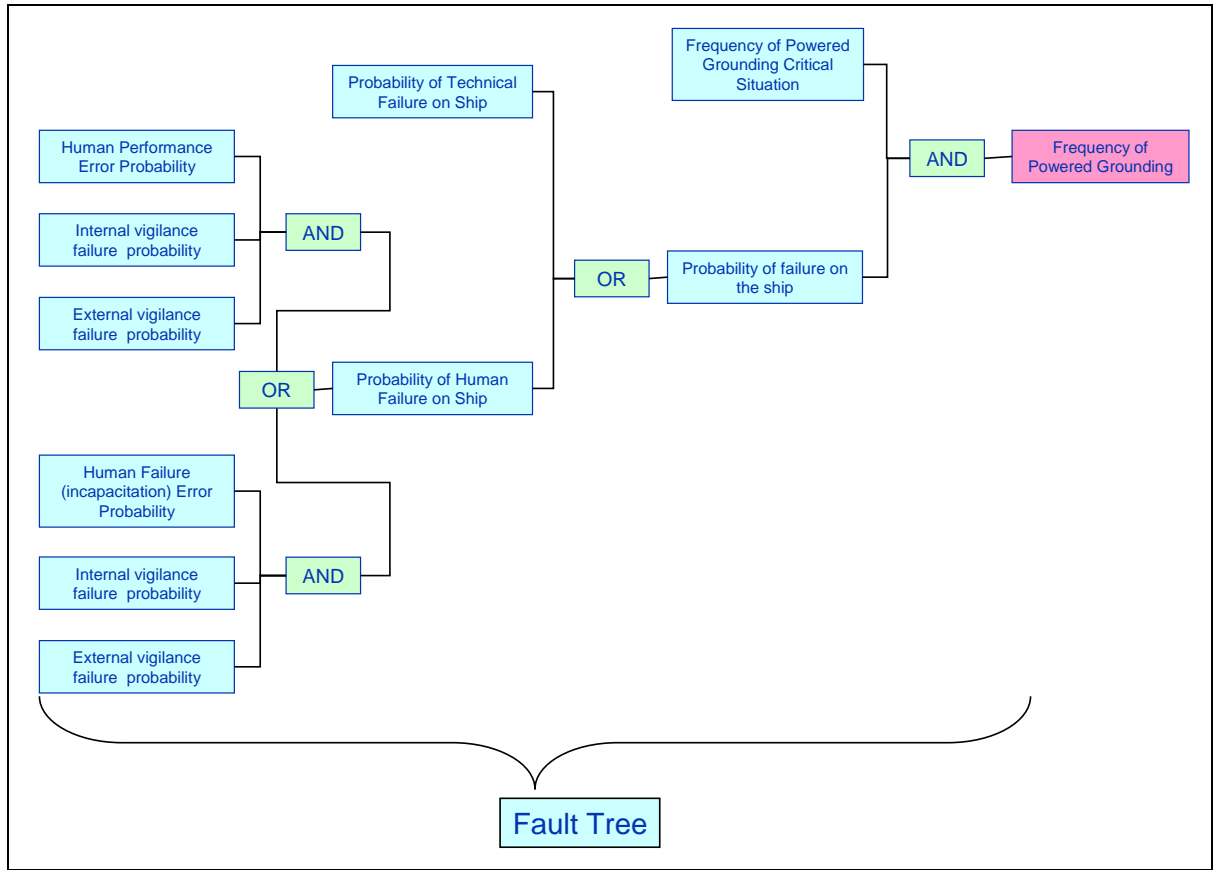 Frequency of Powered
Grounding Critical
Situation
Probability of Technical
Failure on Ship
Human Performance
Error Probability
AND
Frequency of
Powered Grounding
Internal vigilance
failure  probability
AND
Probability of failure on
the ship
OR
External vigilance
failure  probability
OR
Probability of Human
Failure on Ship
Human Failure
(incapacitation) Error
Probability
Internal vigilance
failure  probability
AND
External vigilance
failure  probability
Fault Tree